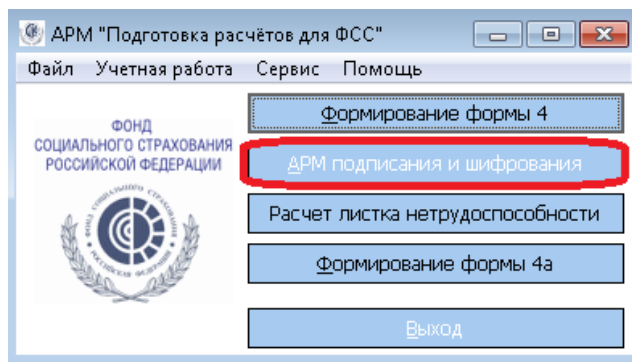 АРМ "Подготовка расчётов для ФСС"
Файл Учетная работа Сервис Помощь
ФОНД
СОЦИАЛЬНОГО СТРАХОВАНИЯ
РОССИЙСКОЙ ФЕДЕРАЦИИ
Формирование формы 4
АРМ подписания и шифрования
Расчет листка нетрудоспособности
Формирование формы 4а
Выход